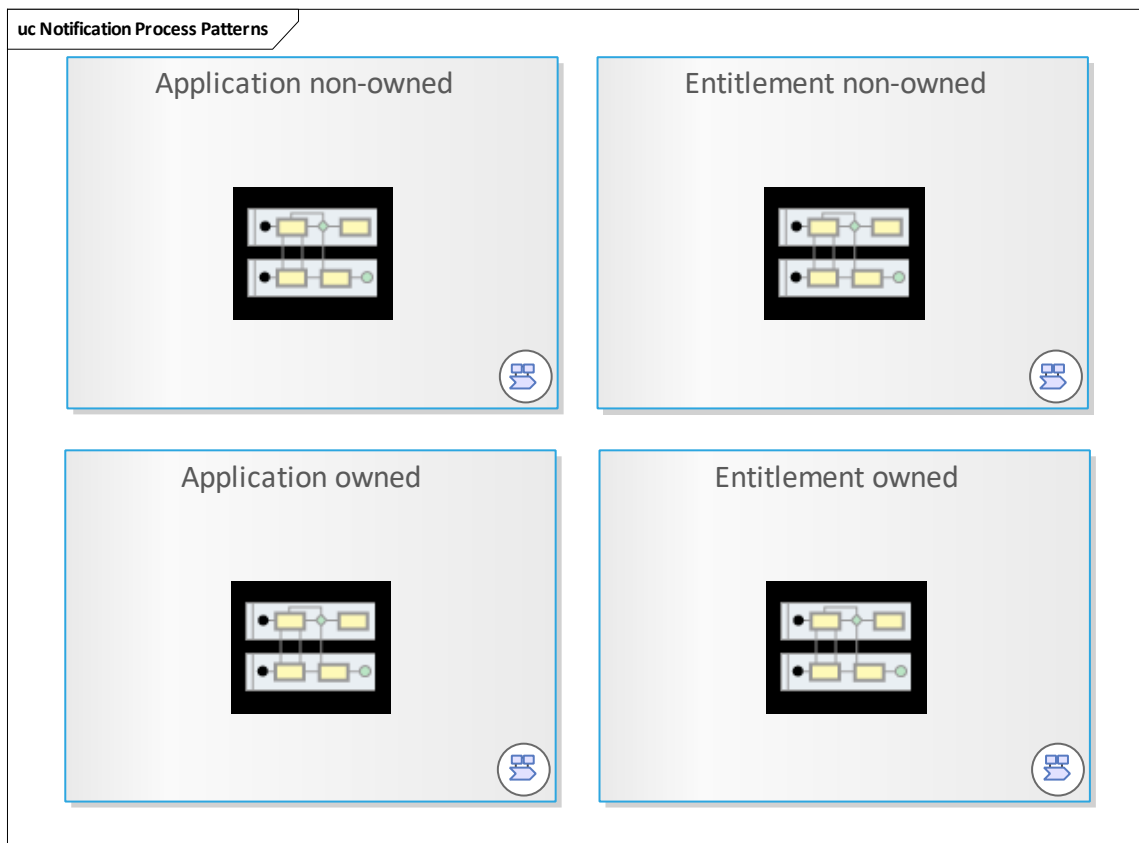 uc Notification Process Patterns
Application non-owned
Entitlement non-owned
Application owned
Entitlement owned